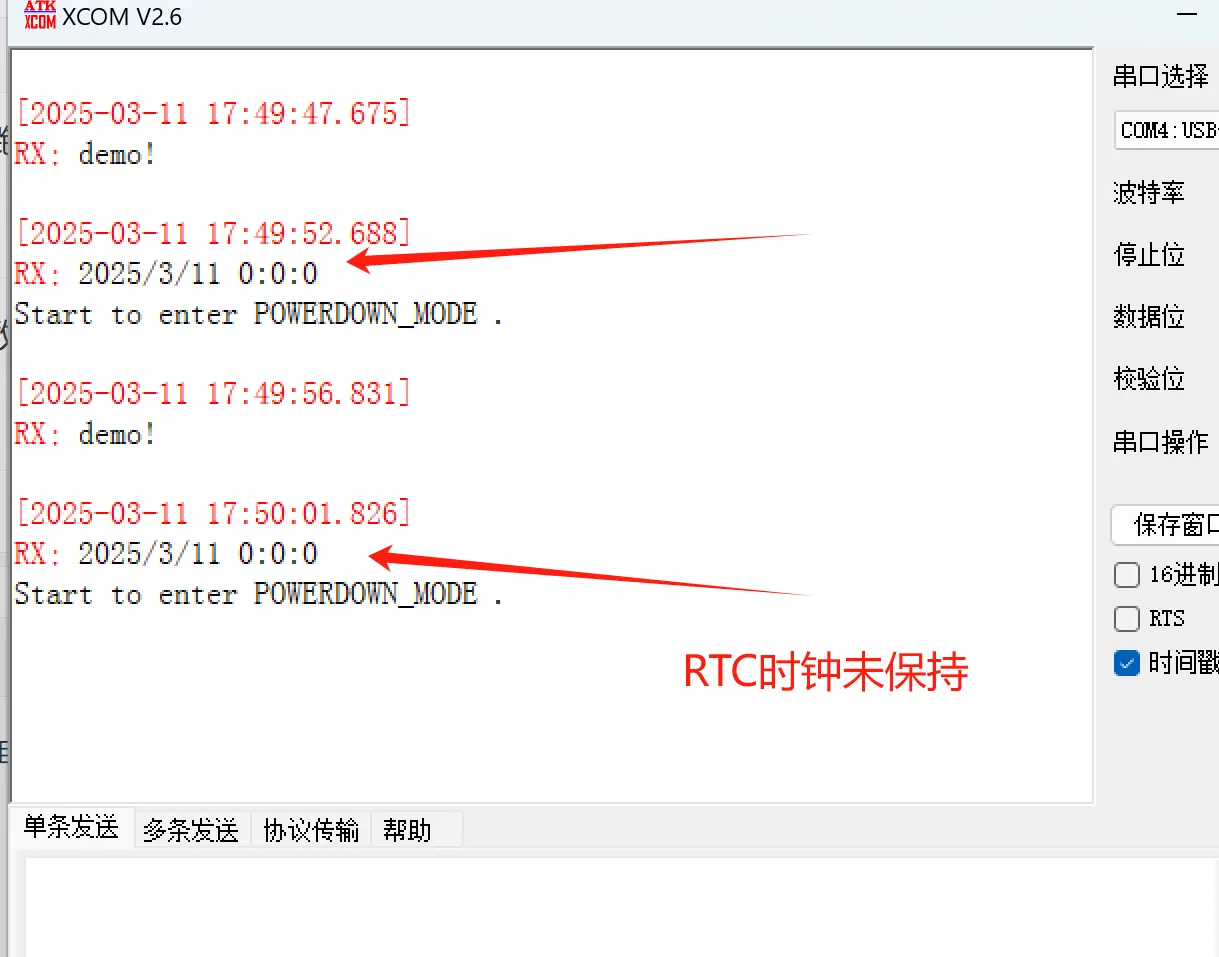 ATK
XCOM XCOM V2.6
[2025-03-11 17:49:47.675]
RX: demo!
[2025-03-11 17:49:52.688]
RX: 2025/3/11 0:0:0
Start to enter POWERDOWN_MODE .
[2025-03-11 17:49:56.831]
RX: demo!
[2025-03-11 17:50:01.826]
RX: 2025/3/11 0:0:0
Start to enter POWERDOWN_MODE .
RTC时钟未保持
串口选择
COM4:USB
波特率
停止位
数据位
校验位
串口操作
保存窗口
16进制
RTS
时间戳
单条发送
多条发送
协议传输
帮助